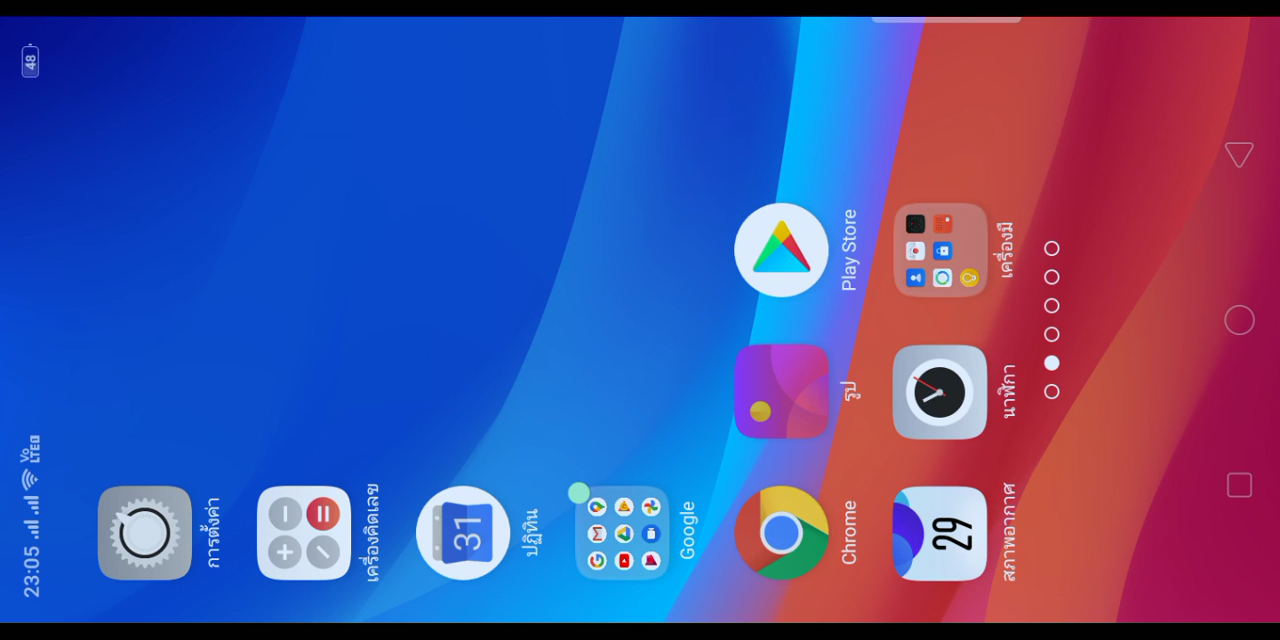 23:05 Vo LTE 48
การตั้งค่า
เครื่องคิดเลข
31
ปฏิทิน
Google
รูป
Play Store
Chrome
29
สภาพอากาศ
นาฬิกา
เครื่องมื